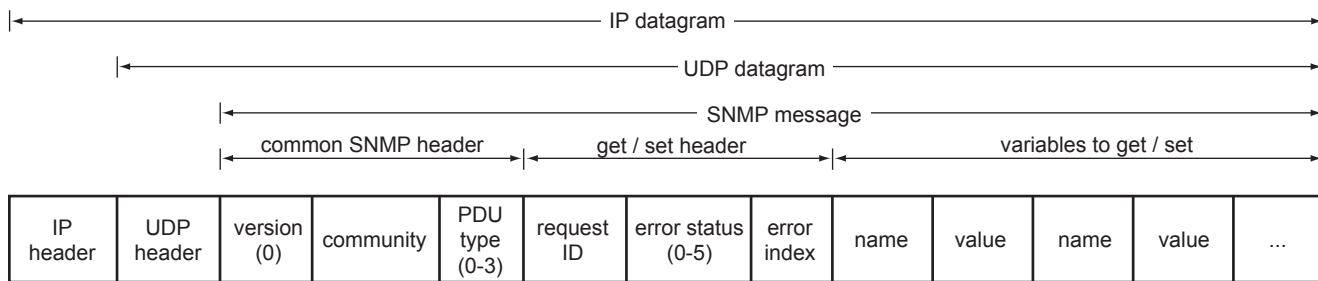 IP datagram
UDP datagram
SNMP message
common SNMP header
get / set header
variables to get / set
IP
header
UDP
header
version
(0)
community
PDU
type
(0-3)
request
ID
error status
(0-5)
error
index
name
value
name
value
...